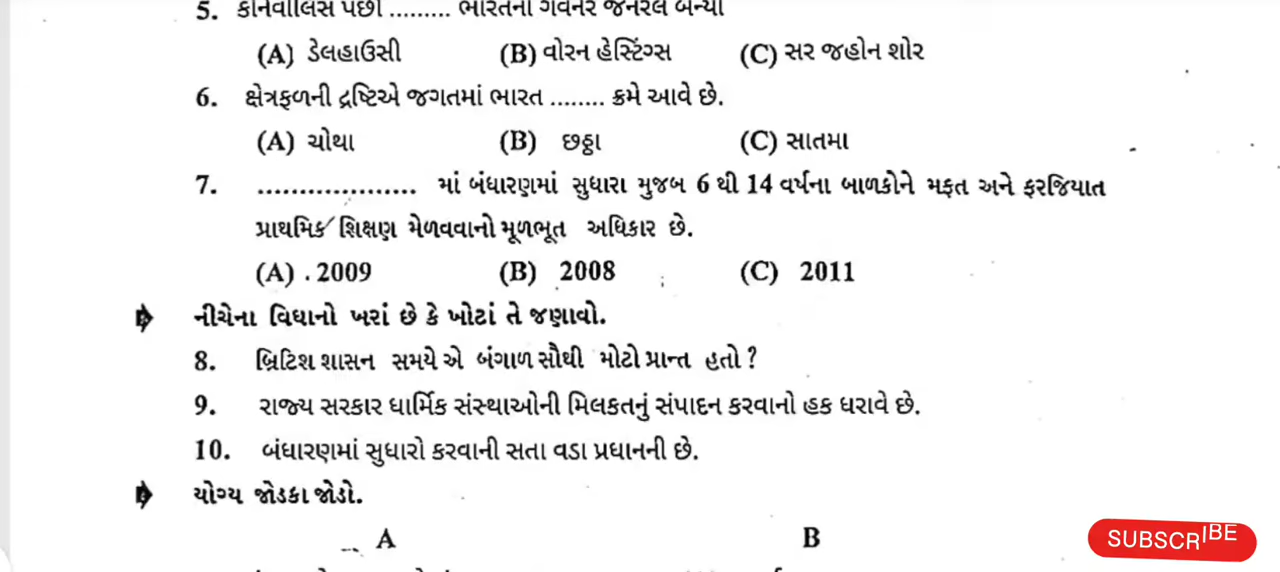 5. કોર્નવોલિસ પછી ......... ભારતના ગવર્નર જનરલ બન્યા
(A) ડેલહાઉસી (B) વોરન હેસ્ટિંગ્સ (C) સર જહોન શોર
6. ક્ષેત્રફળની દ્રષ્ટિએ જગતમાં ભારત ........ ક્રમે આવે છે.
(A) ચોથા (B) છઠ્ઠા (C) સાતમા
7. ................... માં બંધારણમાં સુધારા મુજબ 6 થી 14 વર્ષના બાળકોને મફત અને ફરજિયાત
પ્રાથમિક શિક્ષણ મેળવવાનો મૂળભૂત અધિકાર છે.
(A) . 2009 (B) 2008 (C) 2011
નીચેના વિધાનો ખરાં છે કે ખોટાં તે જણાવો.
8. બ્રિટિશ શાસન સમયે એ બંગાળ સૌથી મોટો પ્રાન્ત હતો ?
9. રાજ્ય સરકાર ધાર્મિક સંસ્થાઓની મિલકતનું સંપાદન કરવાનો હક ધરાવે છે.
10. બંધારણમાં સુધારો કરવાની સતા વડા પ્રધાનની છે.
યોગ્ય જોડકા જોડો.
A B
SUBSCRIBE